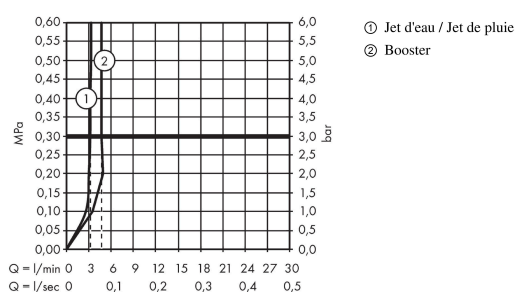 0,60 6,0 ① Jet d'eau / Jet de pluie
0,55 5,5 ② Booster
0,50 ② 5,0
0,45 4,5
0,40 ① 4,0
0,35 3,5
MPa 0,30 3,0 bar
0,25 2,5
0,20 2,0
0,15 1,5
0,10 1,0
0,05 0,5
0,00 0,0
Q = l/min 0 3 6 9 12 15 18 21 24 27 30
Q = l/sec 0 0,1 0,2 0,3 0,4 0,5